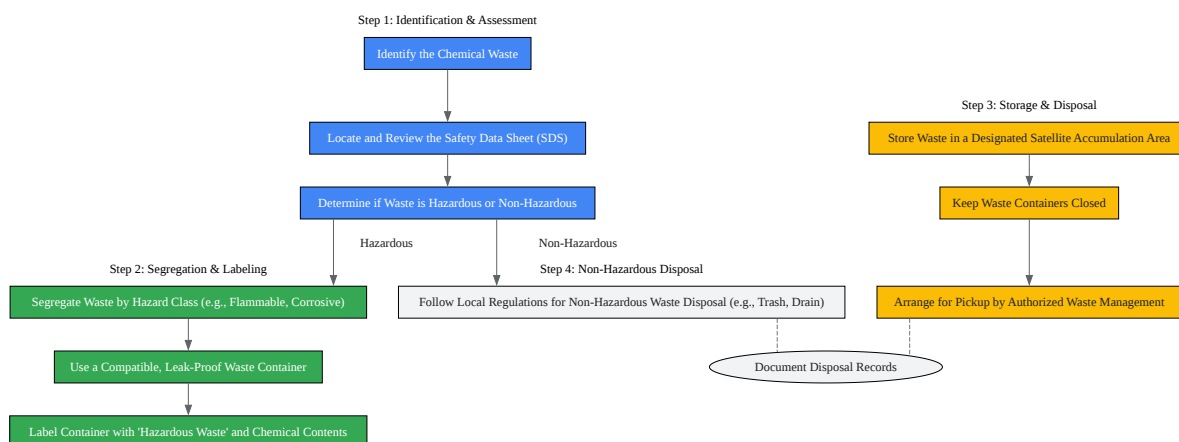 Step 1: Identification & Assessment
Identify the Chemical Waste
Locate and Review the Safety Data Sheet (SDS)
Determine if Waste is Hazardous or Non-Hazardous
Hazardous
Non-Hazardous
Step 2: Segregation & Labeling
Segregate Waste by Hazard Class (e.g., Flammable, Corrosive)
Use a Compatible, Leak-Proof Waste Container
Label Container with 'Hazardous Waste' and Chemical Contents
Step 4: Non-Hazardous Disposal
Follow Local Regulations for Non-Hazardous Waste Disposal (e.g., Trash, Drain)
Step 3: Storage & Disposal
Store Waste in a Designated Satellite Accumulation Area
Keep Waste Containers Closed
Arrange for Pickup by Authorized Waste Management
Document Disposal Records